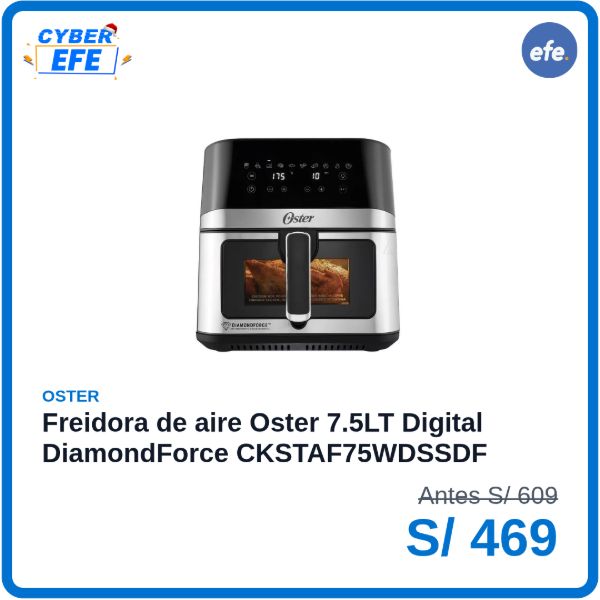 CYBER
EFE
efe.
175
10
Oster
DIAMONDFORCE
OSTER
Freidora de aire Oster 7.5LT Digital
DiamondForce CKSTAF75WDSSDF
Antes S/ 609
S/ 469